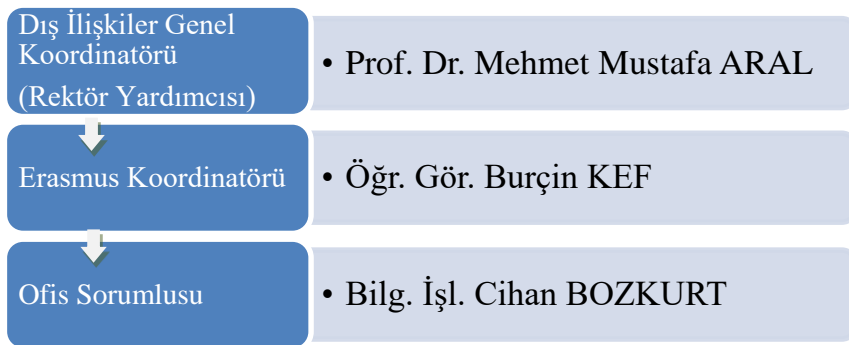 Dış İlişkiler Genel
Koordinatörü
(Rektör Yardımcısı)
• Prof. Dr. Mehmet Mustafa ARAL
Erasmus Koordinatörü
• Öğr. Gör. Burçin KEF
Ofis Sorumlusu
• Bilg. İşl. Cihan BOZKURT